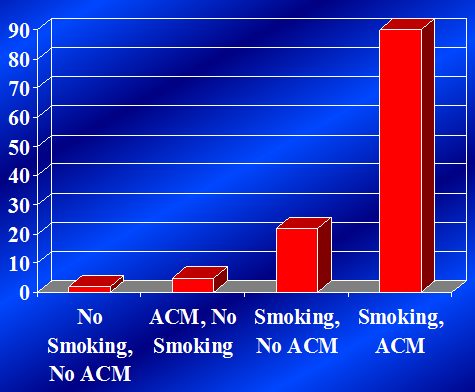 90
80
70
60
50
40
30
20
10
0
No
Smoking,
No ACM
ACM, No
Smoking
Smoking,
No ACM
Smoking,
ACM